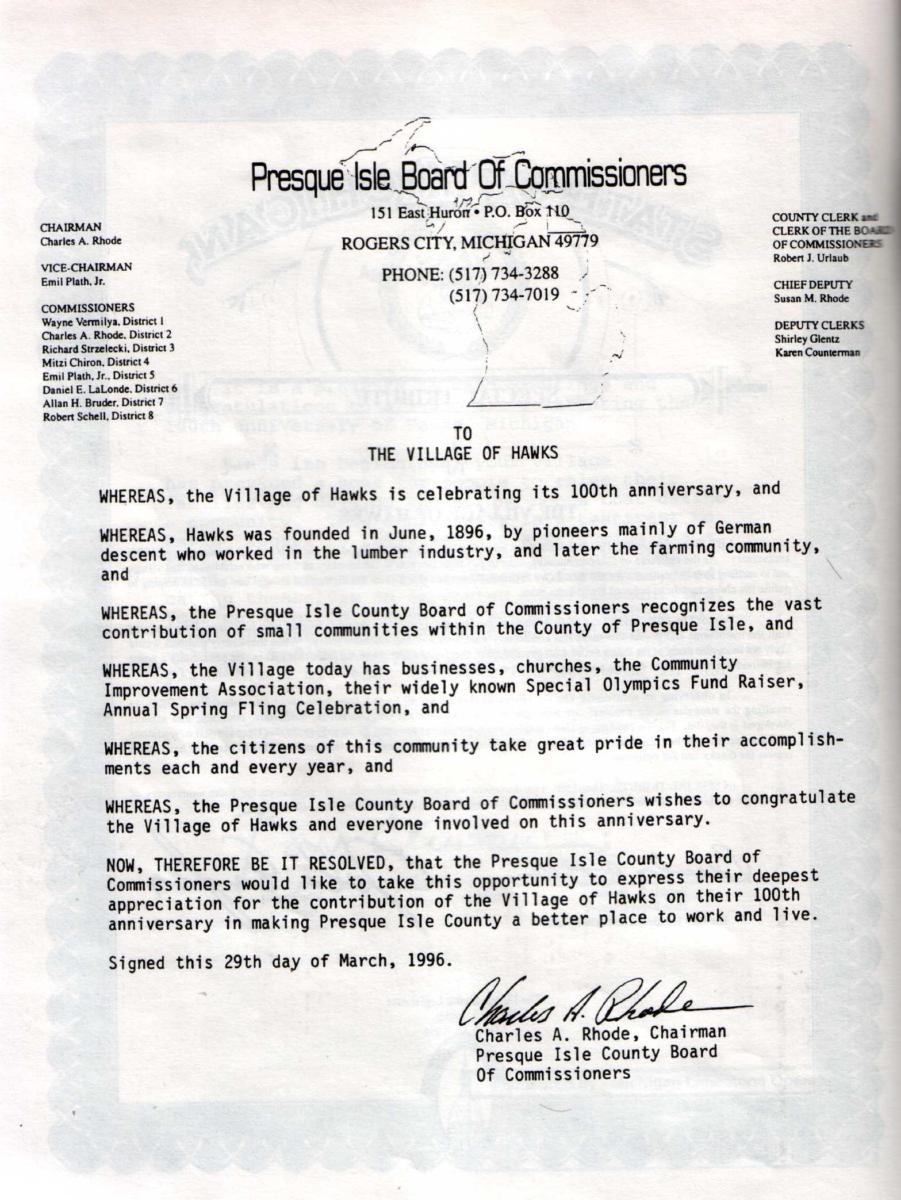 Presque Isle Board Of Commissioners
151 East Huron • P.O. Box 110
ROGERS CITY, MICHIGAN 49779
PHONE: (517) 734-3288
(517) 734-7019
CHAIRMAN
Charles A. Rhode
VICE-CHAIRMAN
Emil Plath, Jr.
COMMISSIONERS
Wayne Vermilya, District 1
Charles A. Rhode, District 2
Richard Strzelecki, District 3
Mitzi Chiron, District 4
Emil Plath, Jr., District 5
Daniel E. LaLonde, District 6
Allan H. Bruder, District 7
Robert Schell, District 8
COUNTY CLERK and
CLERK OF THE BOARD
OF COMMISSIONERS
Robert J. Urlaub
CHIEF DEPUTY
Susan M. Rhode
DEPUTY CLERKS
Shirley Glentz
Karen Counterman
TO
THE VILLAGE OF HAWKS
WHEREAS, the Village of Hawks is celebrating its 100th anniversary, and
WHEREAS, Hawks was founded in June, 1896, by pioneers mainly of German
descent who worked in the lumber industry, and later the farming community,
and
WHEREAS, the Presque Isle County Board of Commissioners recognizes the vast
contribution of small communities within the County of Presque Isle, and
WHEREAS, the Village today has businesses, churches, the Community
Improvement Association, their widely known Special Olympics Fund Raiser,
Annual Spring Fling Celebration, and
WHEREAS, the citizens of this community take great pride in their accomplish-
ments each and every year, and
WHEREAS, the Presque Isle County Board of Commissioners wishes to congratulate
the Village of Hawks and everyone involved on this anniversary.
NOW, THEREFORE BE IT RESOLVED, that the Presque Isle County Board of
Commissioners would like to take this opportunity to express their deepest
appreciation for the contribution of the Village of Hawks on their 100th
anniversary in making Presque Isle County a better place to work and live.
Signed this 29th day of March, 1996.
Charles A. Rhode
Charles A. Rhode, Chairman
Presque Isle County Board
Of Commissioners